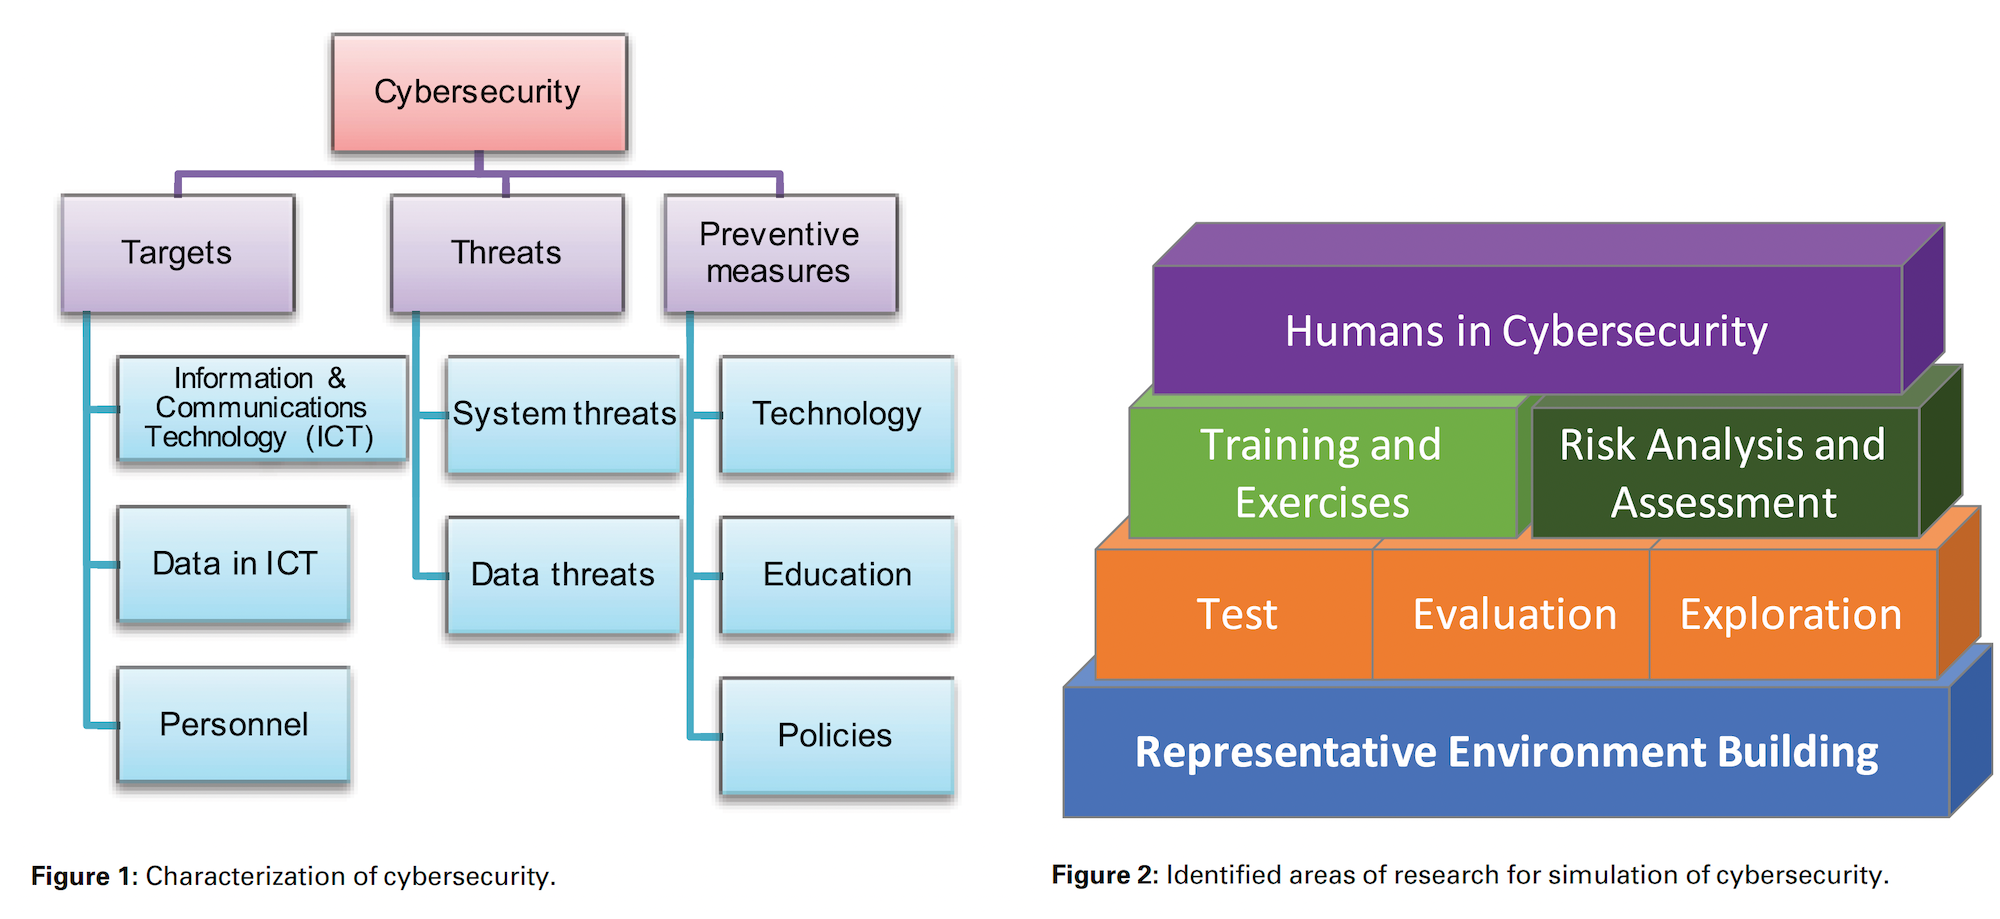 Cybersecurity
Targets
Threats
Preventive
measures
Information &
Communications
Technology (ICT)
Data in ICT
Personnel
System threats
Data threats
Technology
Education
Policies
Figure 1: Characterization of cybersecurity.
Humans in Cybersecurity
Training and
Exercises
Risk Analysis and
Assessment
Test
Evaluation
Exploration
Representative Environment Building
Figure 2: Identified areas of research for simulation of cybersecurity.